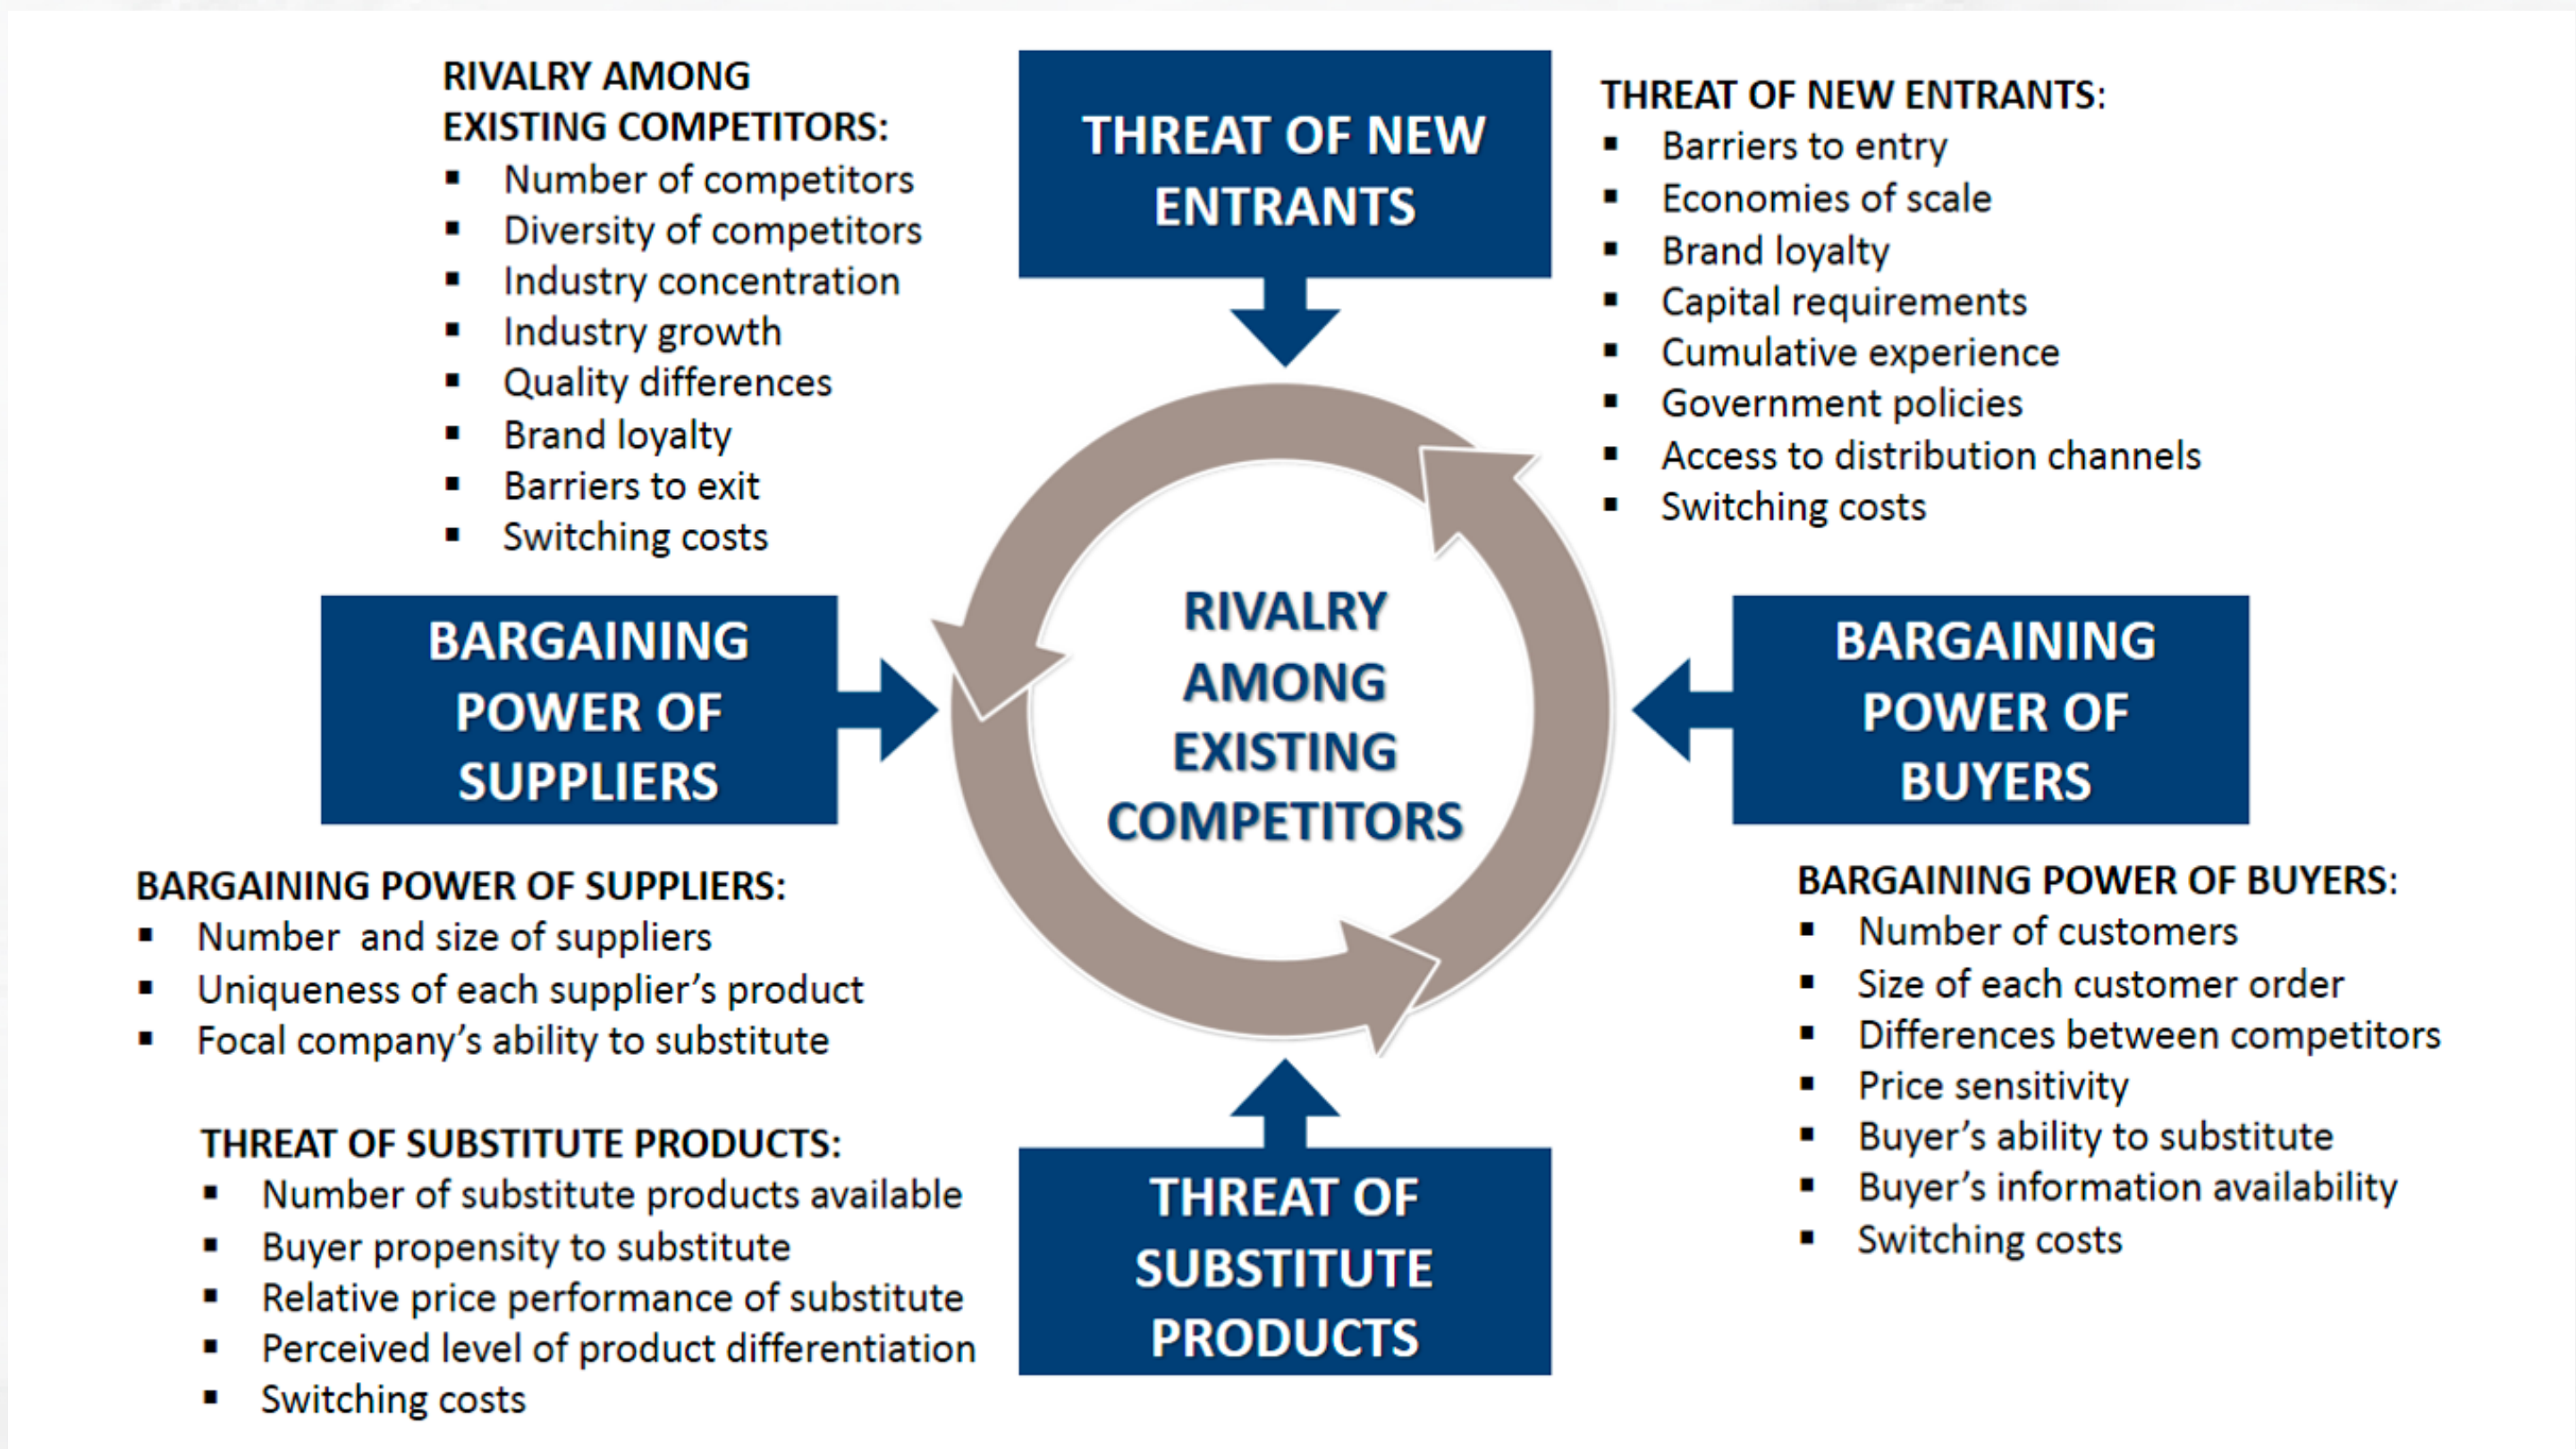 RIVALRY AMONG
EXISTING COMPETITORS:
▪ Number of competitors
▪ Diversity of competitors
▪ Industry concentration
▪ Industry growth
▪ Quality differences
▪ Brand loyalty
▪ Barriers to exit
▪ Switching costs
THREAT OF NEW
ENTRANTS
THREAT OF NEW ENTRANTS:
▪ Barriers to entry
▪ Economies of scale
▪ Brand loyalty
▪ Capital requirements
▪ Cumulative experience
▪ Government policies
▪ Access to distribution channels
▪ Switching costs
BARGAINING
POWER OF
SUPPLIERS
RIVALRY
AMONG
EXISTING
COMPETITORS
BARGAINING
POWER OF
BUYERS
BARGAINING POWER OF SUPPLIERS:
▪ Number and size of suppliers
▪ Uniqueness of each supplier’s product
▪ Focal company’s ability to substitute
THREAT OF SUBSTITUTE PRODUCTS:
▪ Number of substitute products available
▪ Buyer propensity to substitute
▪ Relative price performance of substitute
▪ Perceived level of product differentiation
▪ Switching costs
THREAT OF
SUBSTITUTE
PRODUCTS
BARGAINING POWER OF BUYERS:
▪ Number of customers
▪ Size of each customer order
▪ Differences between competitors
▪ Price sensitivity
▪ Buyer’s ability to substitute
▪ Buyer’s information availability
▪ Switching costs